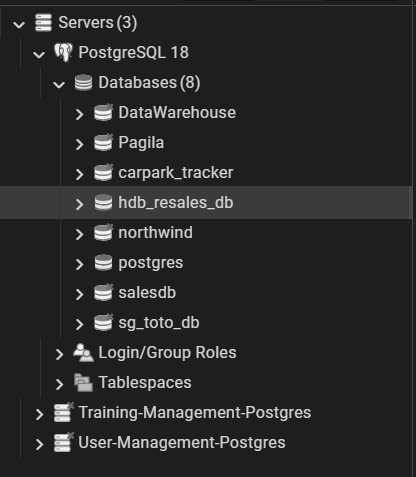 Servers (3)
PostgreSQL 18
Databases (8)
DataWarehouse
Pagila
carpark_tracker
hdb_resales_db
northwind
postgres
salesdb
sg_toto_db
Login/Group Roles
Tablespaces
Training-Management-Postgres
User-Management-Postgres